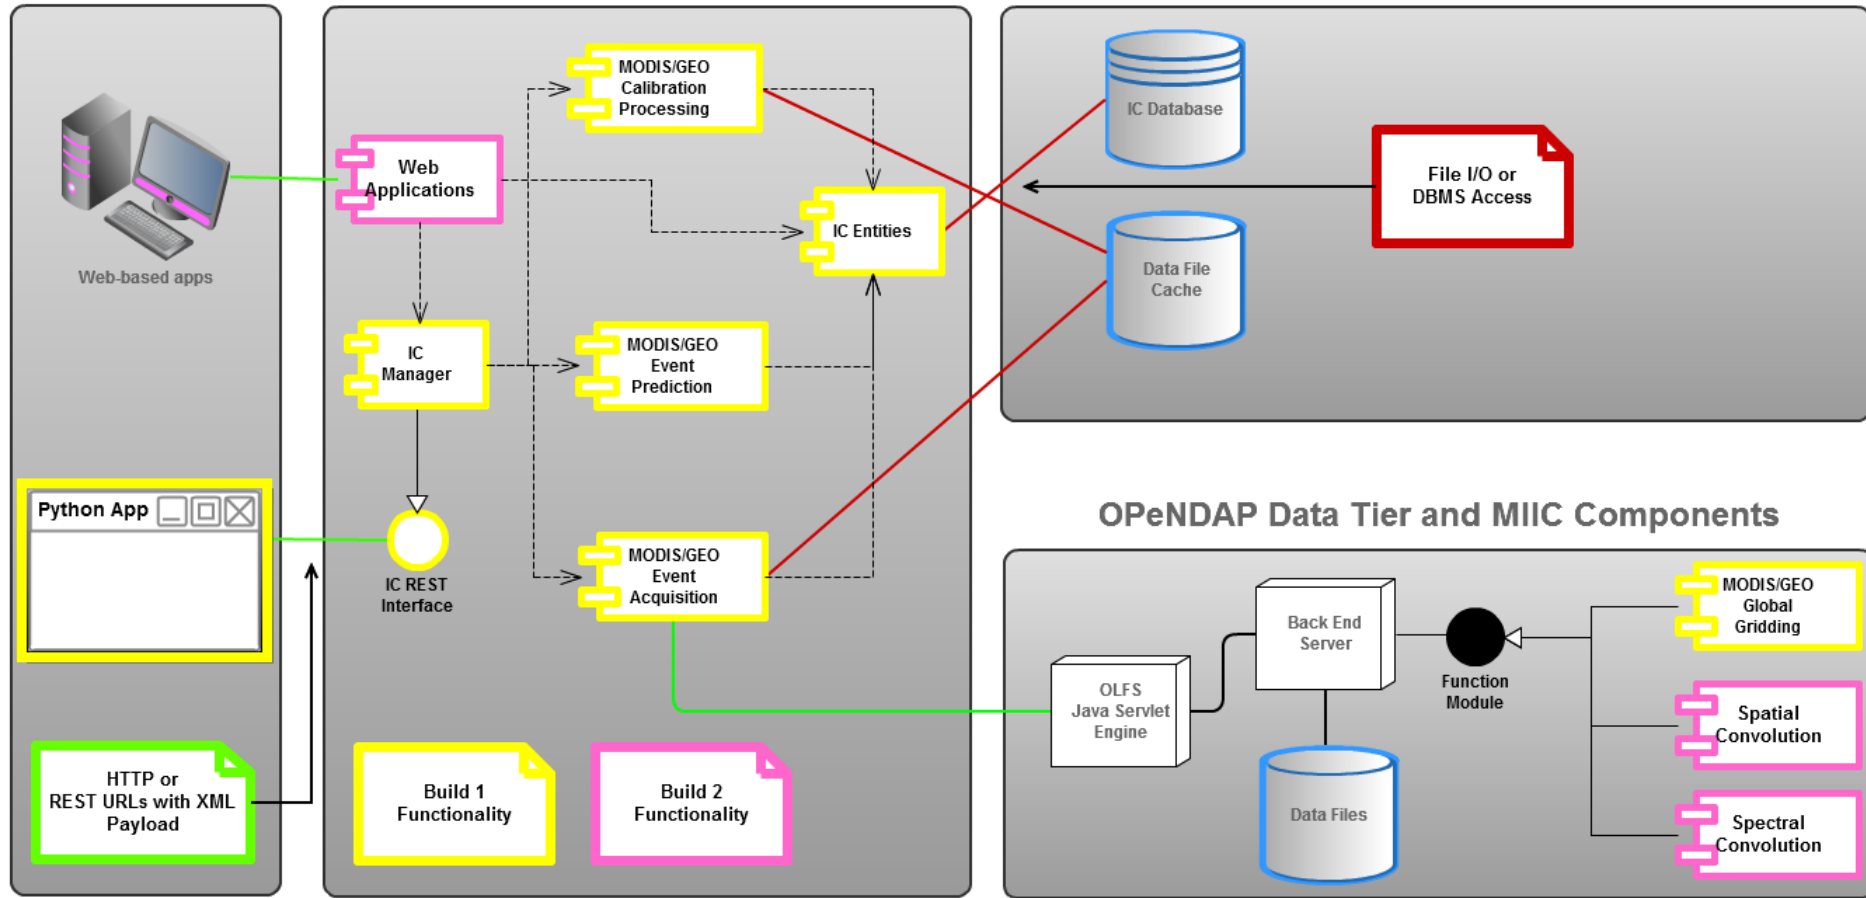 Web-based apps
Python App
HTTP or
REST URLs with XML
Payload
Web
Applications
IC
Manager
IC REST
Interface
MODIS/GEO
Calibration
Processing
IC Entities
MODIS/GEO
Event
Prediction
MODIS/GEO
Event
Acquisition
Build 1
Functionality
Build 2
Functionality
IC Database
Data File
Cache
File I/O or
DBMS Access
OPeNDAP Data Tier and MIIC Components
OLFS
Java Servlet
Engine
Back End
Server
Data Files
Function
Module
MODIS/GEO
Global
Gridding
Spatial
Convolution
Spectral
Convolution